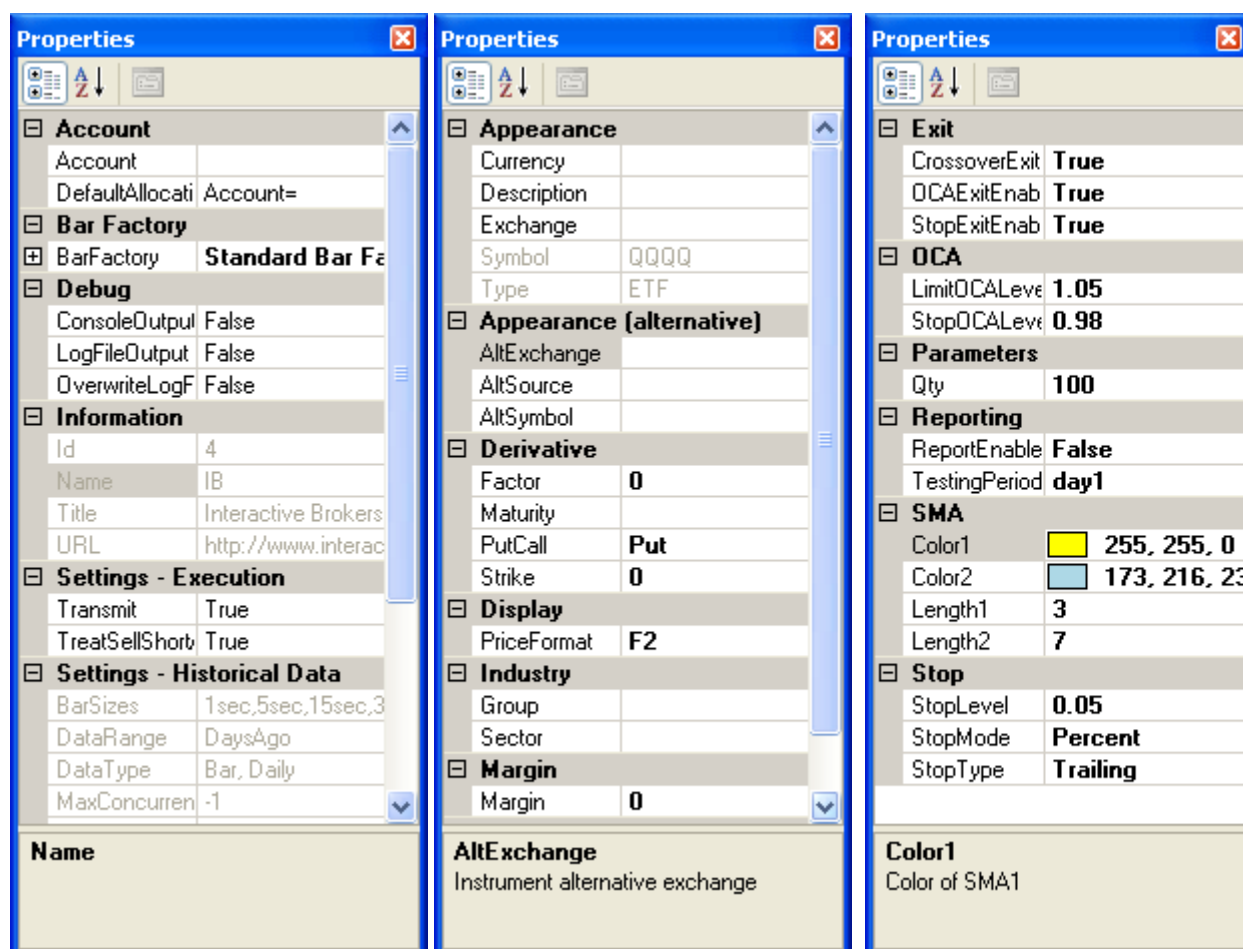 Properties
Account
Account
DefaultAllocati Account=
Bar Factory
BarFactory Standard Bar Fa
Debug
ConsoleOutput False
LogFileOutput False
OverwriteLogF False
Information
Id 4
Name IB
Title Interactive Brokers
URL http://www.interac
Settings - Execution
Transmit True
TreatSellShort True
Settings - Historical Data
BarSizes 1sec,5sec,15sec,3
DataRange DaysAgo
DataType Bar, Daily
MaxConcurren -1
Name
Properties
Appearance
Currency
Description
Exchange
Symbol QQQQ
Type ETF
Appearance (alternative)
AltExchange
AltSource
AltSymbol
Derivative
Factor 0
Maturity
PutCall Put
Strike 0
Display
PriceFormat F2
Industry
Group
Sector
Margin
Margin 0
AltExchange
Instrument alternative exchange
Properties
Exit
CrossoverExit True
OCAExitEnab True
StopExitEnab True
OCA
LimitOCALeve 1.05
StopOCALeve 0.98
Parameters
Qty 100
Reporting
ReportEnable False
TestingPeriod day1
SMA
Color1 255, 255, 0
Color2 173, 216, 23
Length1 3
Length2 7
Stop
StopLevel 0.05
StopMode Percent
StopType Trailing
Color1
Color of SMA1